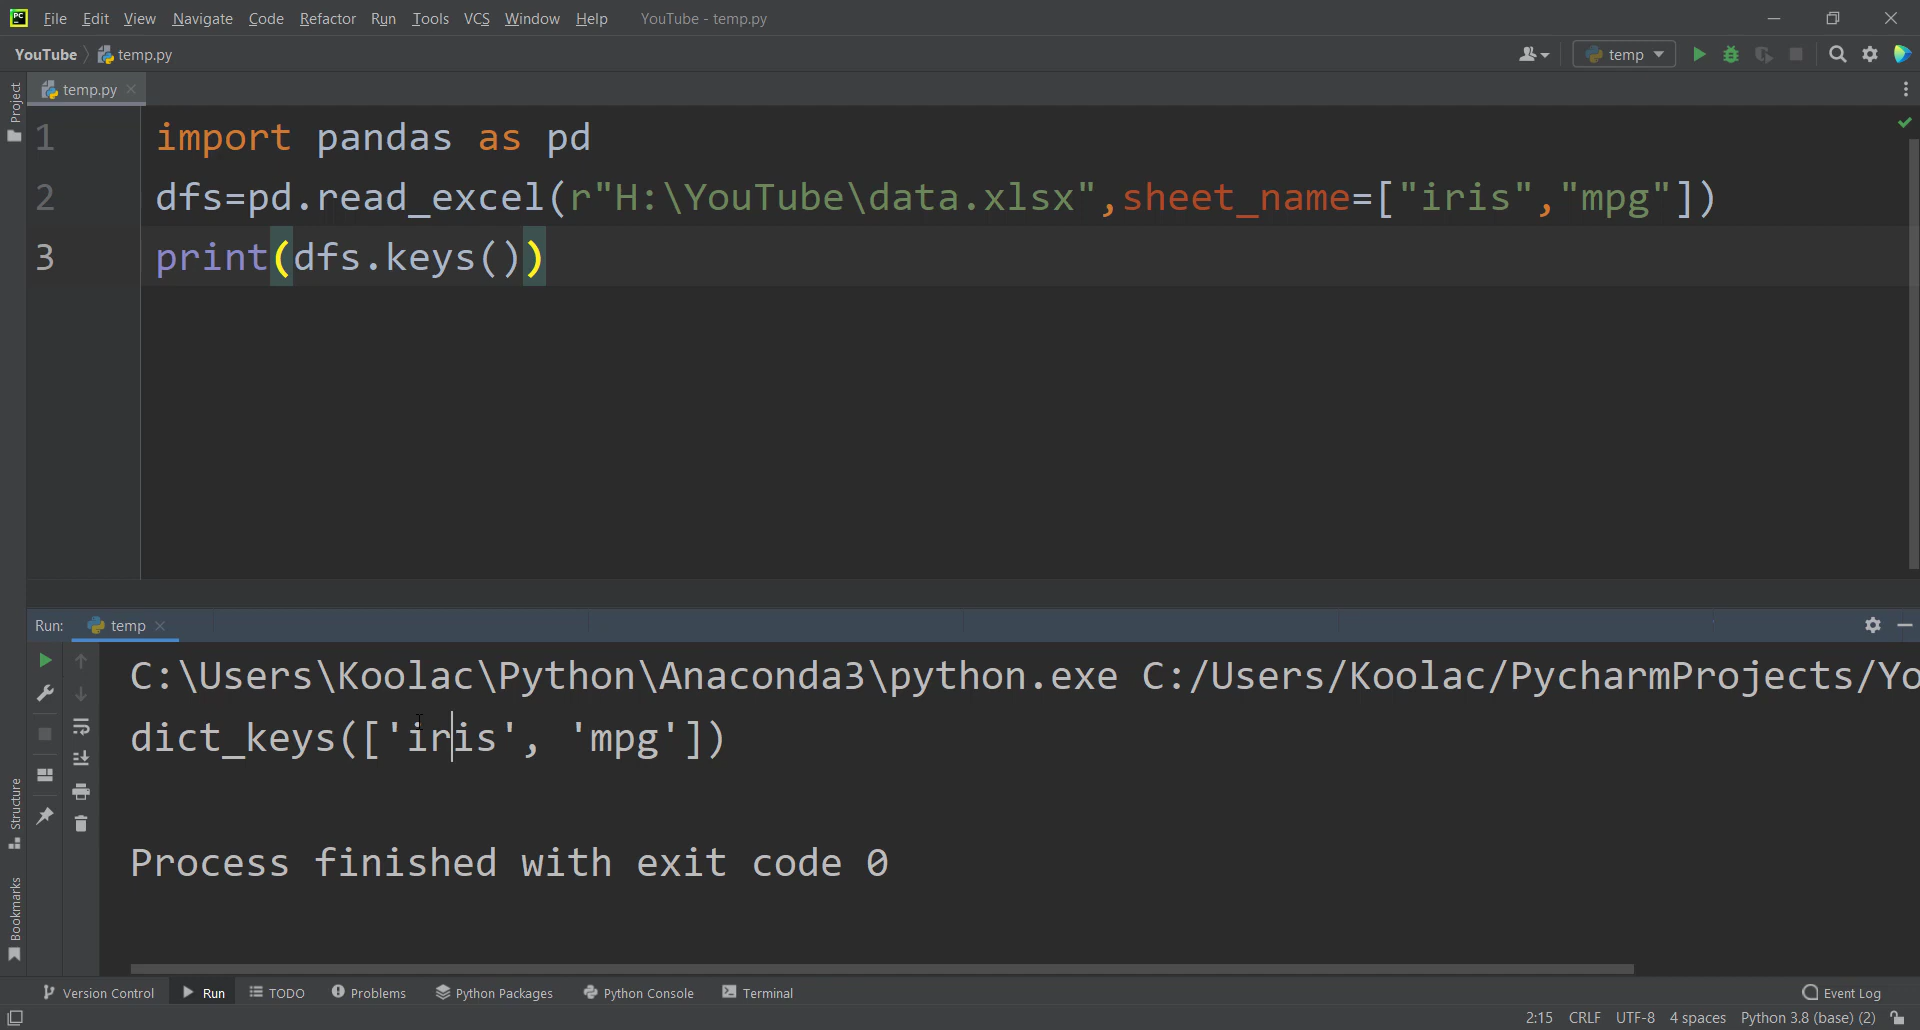 PC File Edit View Navigate Code Refactor Run Tools VCS Window Help YouTube - temp.py
YouTube temp.py temp
Project
temp.py
1 import pandas as pd
2 dfs=pd.read_excel(r"H:\YouTube\data.xlsx",sheet_name=["iris","mpg"])
3 print(dfs.keys())
Run: temp
C:\Users\Koolac\Python\Anaconda3\python.exe C:/Users/Koolac/PycharmProjects/Yo
dict_keys(['iris', 'mpg'])
Process finished with exit code 0
Structure
Bookmarks
Version Control Run TODO Problems Python Packages Python Console Terminal Event Log
2:15 CRLF UTF-8 4 spaces Python 3.8 (base) (2)